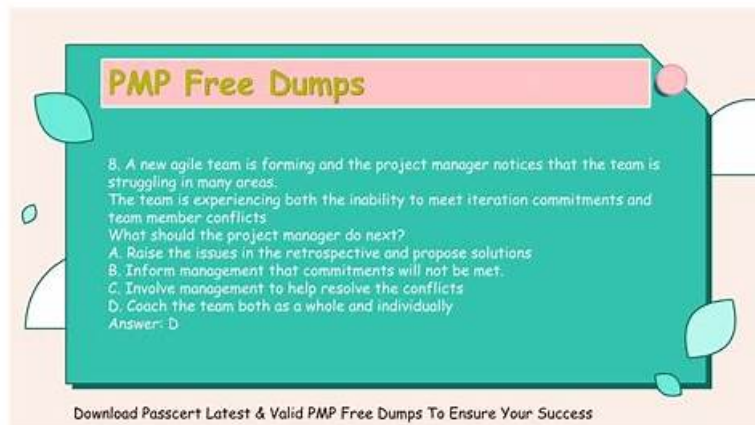 PMP Free Dumps
8. A new agile team is forming and the project manager notices that the team is
struggling in many areas.
The team is experiencing both the inability to meet iteration commitments and
team member conflicts
What should the project manager do next?
A. Raise the issues in the retrospective and propose solutions
B. Inform management that commitments will not be met.
C. Involve management to help resolve the conflicts
D. Coach the team both as a whole and individually
Answer: D
Download Passcert Latest & Valid PMP Free Dumps To Ensure Your Success